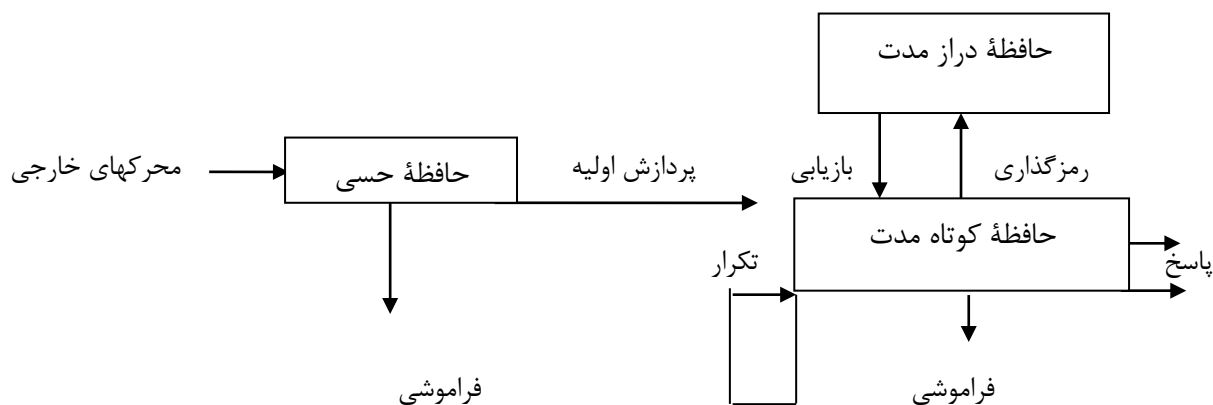 حافظهٔ دراز مدت
محرکهای خارجی
حافظهٔ حسی
پردازش اولیه
بازیابی
رمزگذاری
حافظهٔ کوتاه مدت
تکرار
پاسخ
فراموشی
فراموشی